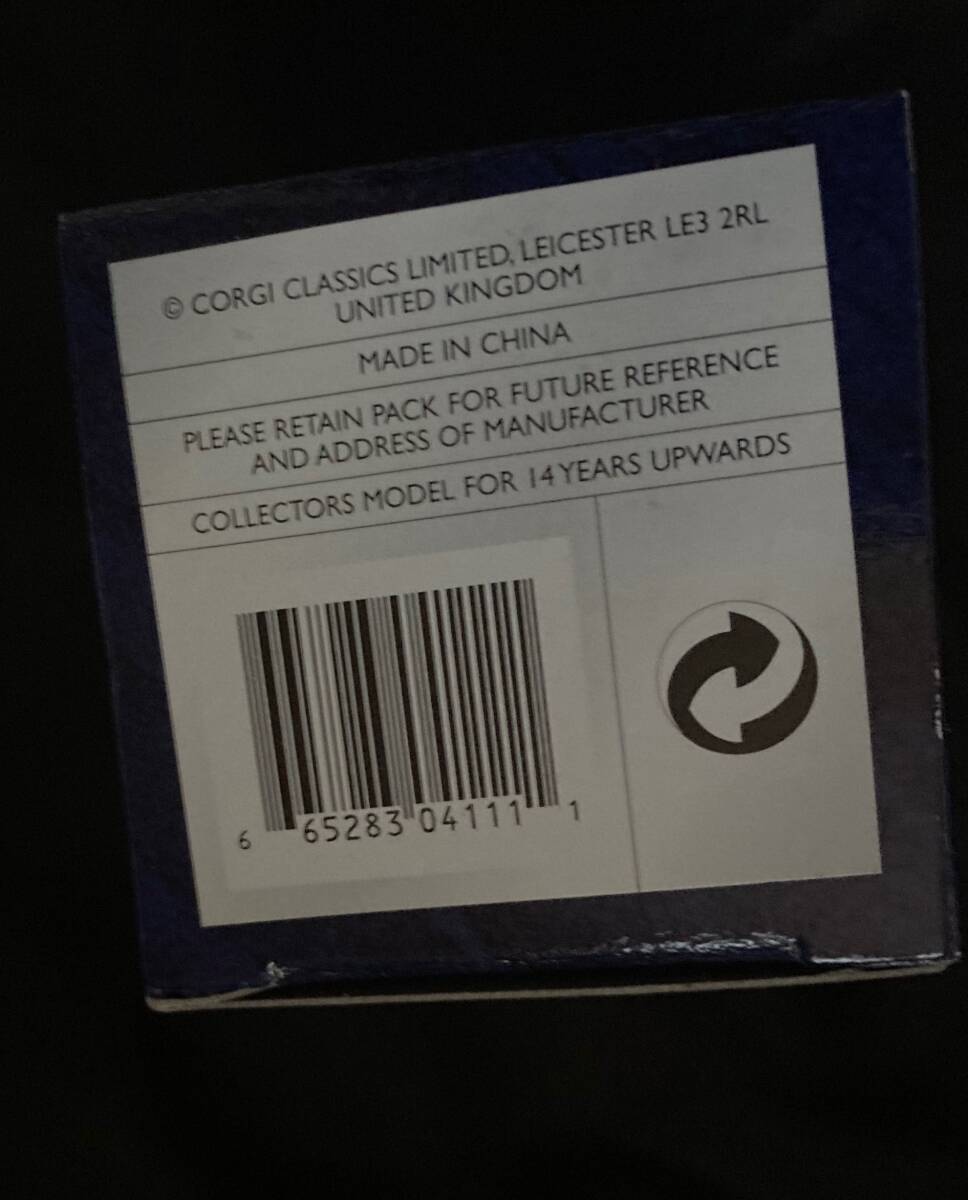 © CORGI CLASSICS LIMITED, LEICESTER LE3 2RL
UNITED KINGDOM
MADE IN CHINA
PLEASE RETAIN PACK FOR FUTURE REFERENCE
AND ADDRESS OF MANUFACTURER
COLLECTORS MODEL FOR 14 YEARS UPWARDS
6 65283 04111 1